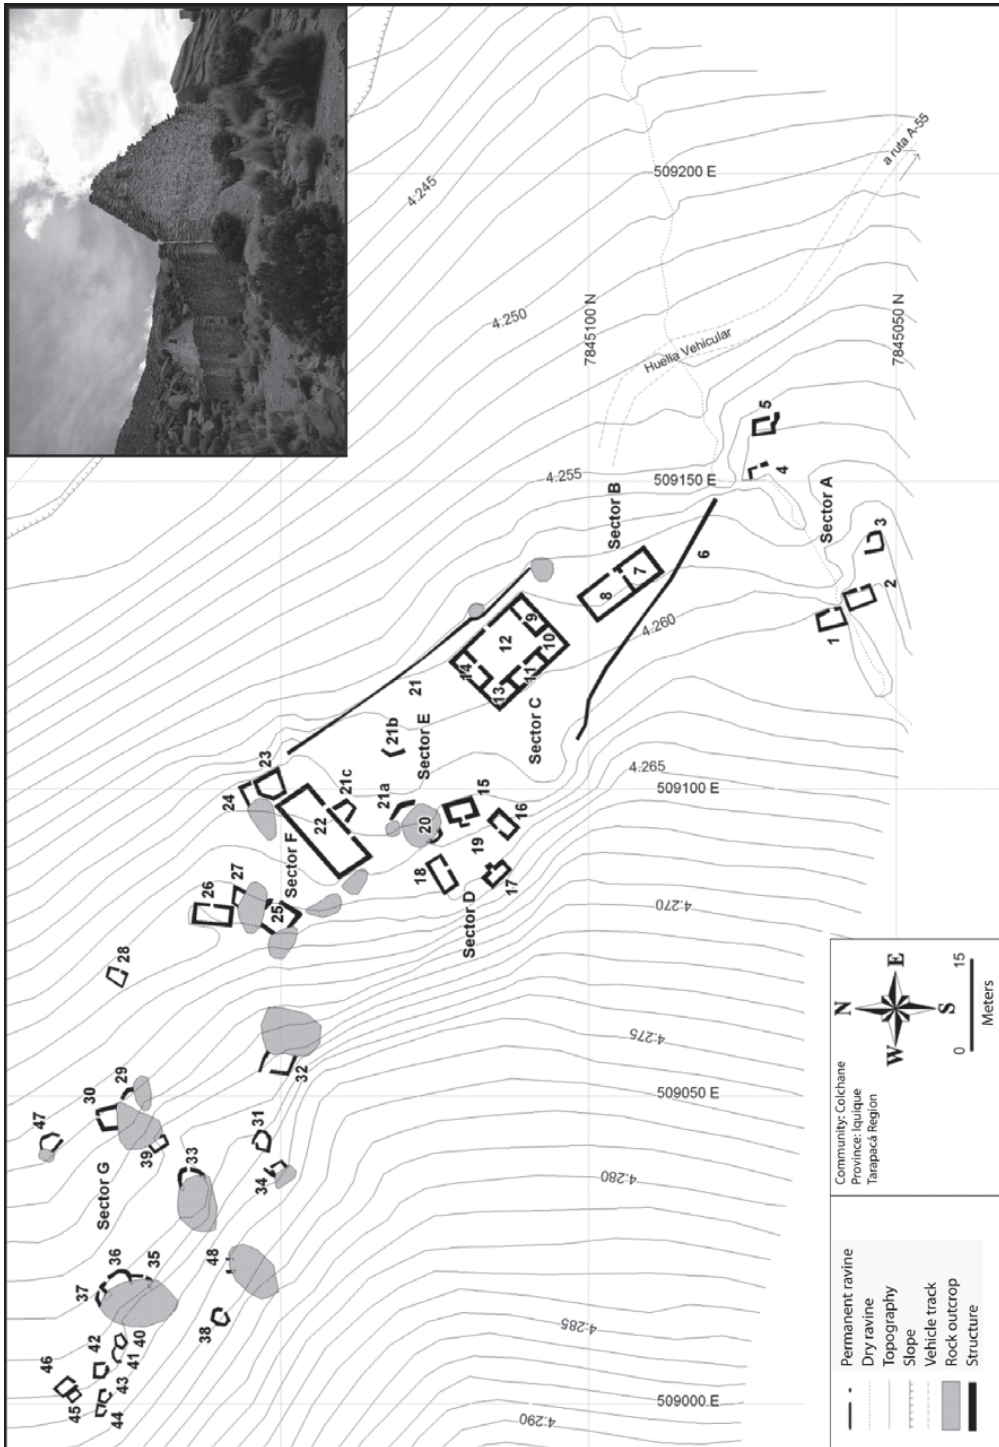 46
47
45
42
37
Sector G
30
44
43
41
40
36
35
39
29
28
33
38
48
26
27
24
23
31
34
32
25
Sector F
22
21c
21b
21a
21
Sector E
20
18
19
15
Sector D
17
16
14
12
13
11
10
9
Sector C
8
7
Sector B
6
4.245
4.250
4.255
4.260
4.265
4.270
4.275
4.280
4.285
4.290
7845100 N
Huella Vehicular
a ruta A-55
509000 E
509050 E
509100 E
509150 E
509200 E
5
4
Sector A
1
2
3
7845050 N
Permanent ravine
Dry ravine
Topography
Slope
Vehicle track
Rock outcrop
Structure
Community: Colchane
Province: Iquique
Tarapacá Region
N
W
E
S
0
15
Meters